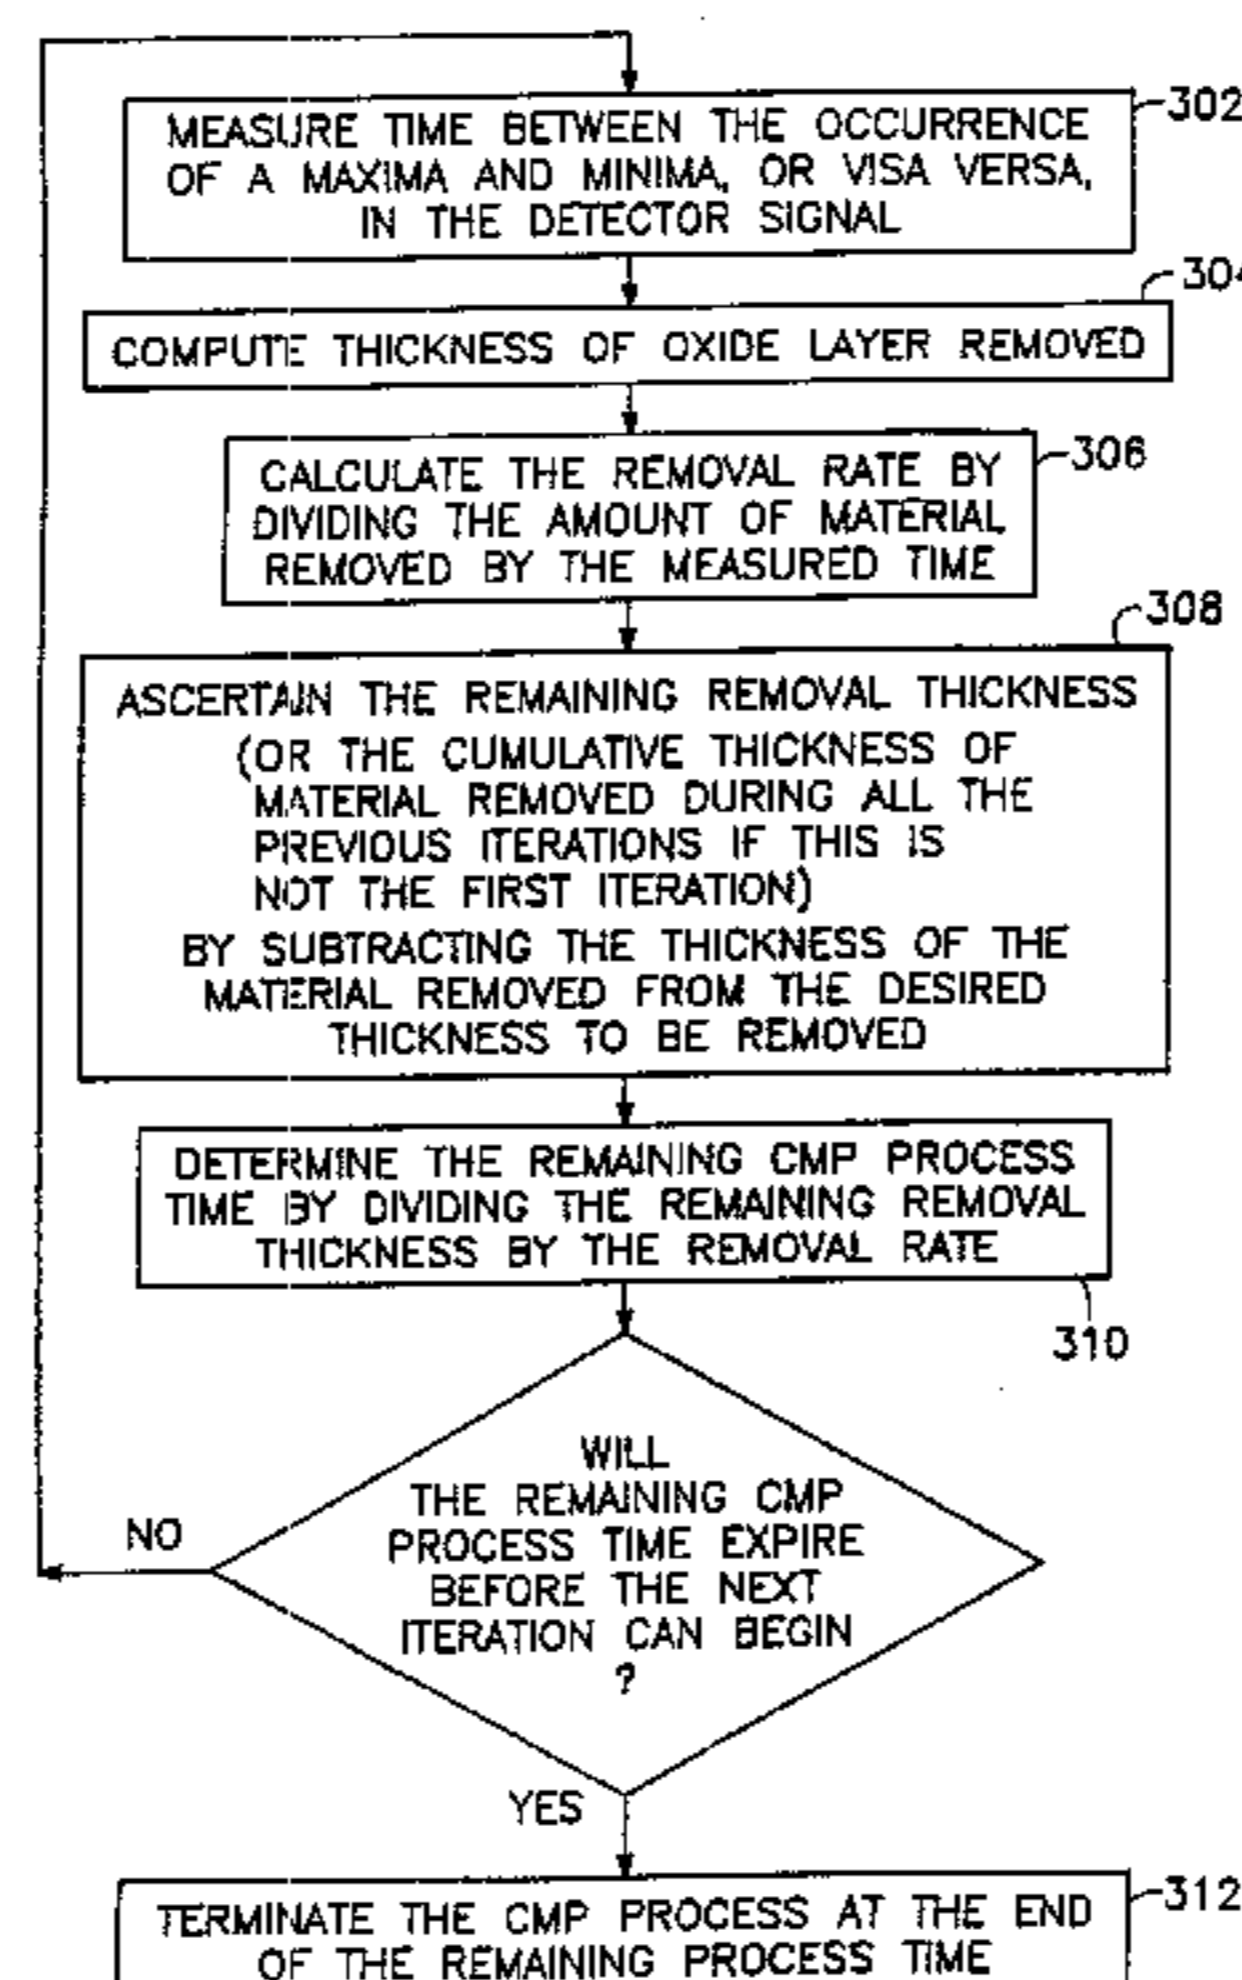 302
MEASURE TIME BETWEEN THE OCCURRENCE
OF A MAXIMA AND MINIMA, OR VISA VERSA,
IN THE DETECTOR SIGNAL
304
COMPUTE THICKNESS OF OXIDE LAYER REMOVED
306
CALCULATE THE REMOVAL RATE BY
DIVIDING THE AMOUNT OF MATERIAL
REMOVED BY THE MEASURED TIME
308
ASCERTAIN THE REMAINING REMOVAL THICKNESS
(OR THE CUMULATIVE THICKNESS OF
MATERIAL REMOVED DURING ALL THE
PREVIOUS ITERATIONS IF THIS IS
NOT THE FIRST ITERATION)
BY SUBTRACTING THE THICKNESS OF THE
MATERIAL REMOVED FROM THE DESIRED
THICKNESS TO BE REMOVED
DETERMINE THE REMAINING CMP PROCESS
TIME BY DIVIDING THE REMAINING REMOVAL
THICKNESS BY THE REMOVAL RATE
310
WILL
THE REMAINING CMP
PROCESS TIME EXPIRE
BEFORE THE NEXT
ITERATION CAN BEGIN
?
NO
YES
312
TERMINATE THE CMP PROCESS AT THE END
OF THE REMAINING PROCESS TIME